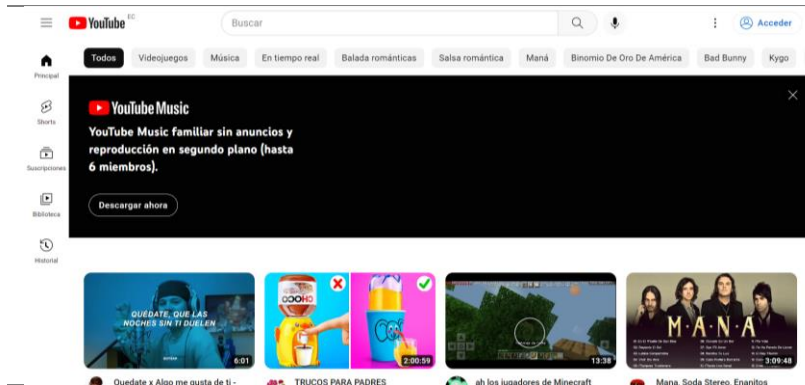 YouTube EC
Buscar
Acceder
Todos
Videojuegos
Música
En tiempo real
Balada románticas
Salsa romántica
Maná
Binomio De Oro De América
Bad Bunny
Kygo
Principal
Shorts
Suscripciones
Biblioteca
Historial
YouTube Music
YouTube Music familiar sin anuncios y
reproducción en segundo plano (hasta
6 miembros).
Descargar ahora
QUÉDATE, QUE LAS
NOCHES SIN TI DUELEN
6:01
2:00:59
13:38
M·A·N·A
3:09:48
Quedate x Algo me gusta de ti -
TRUCOS PARA PADRES
ah los jugadores de Minecraft
Mana, Soda Stereo, Enanitos